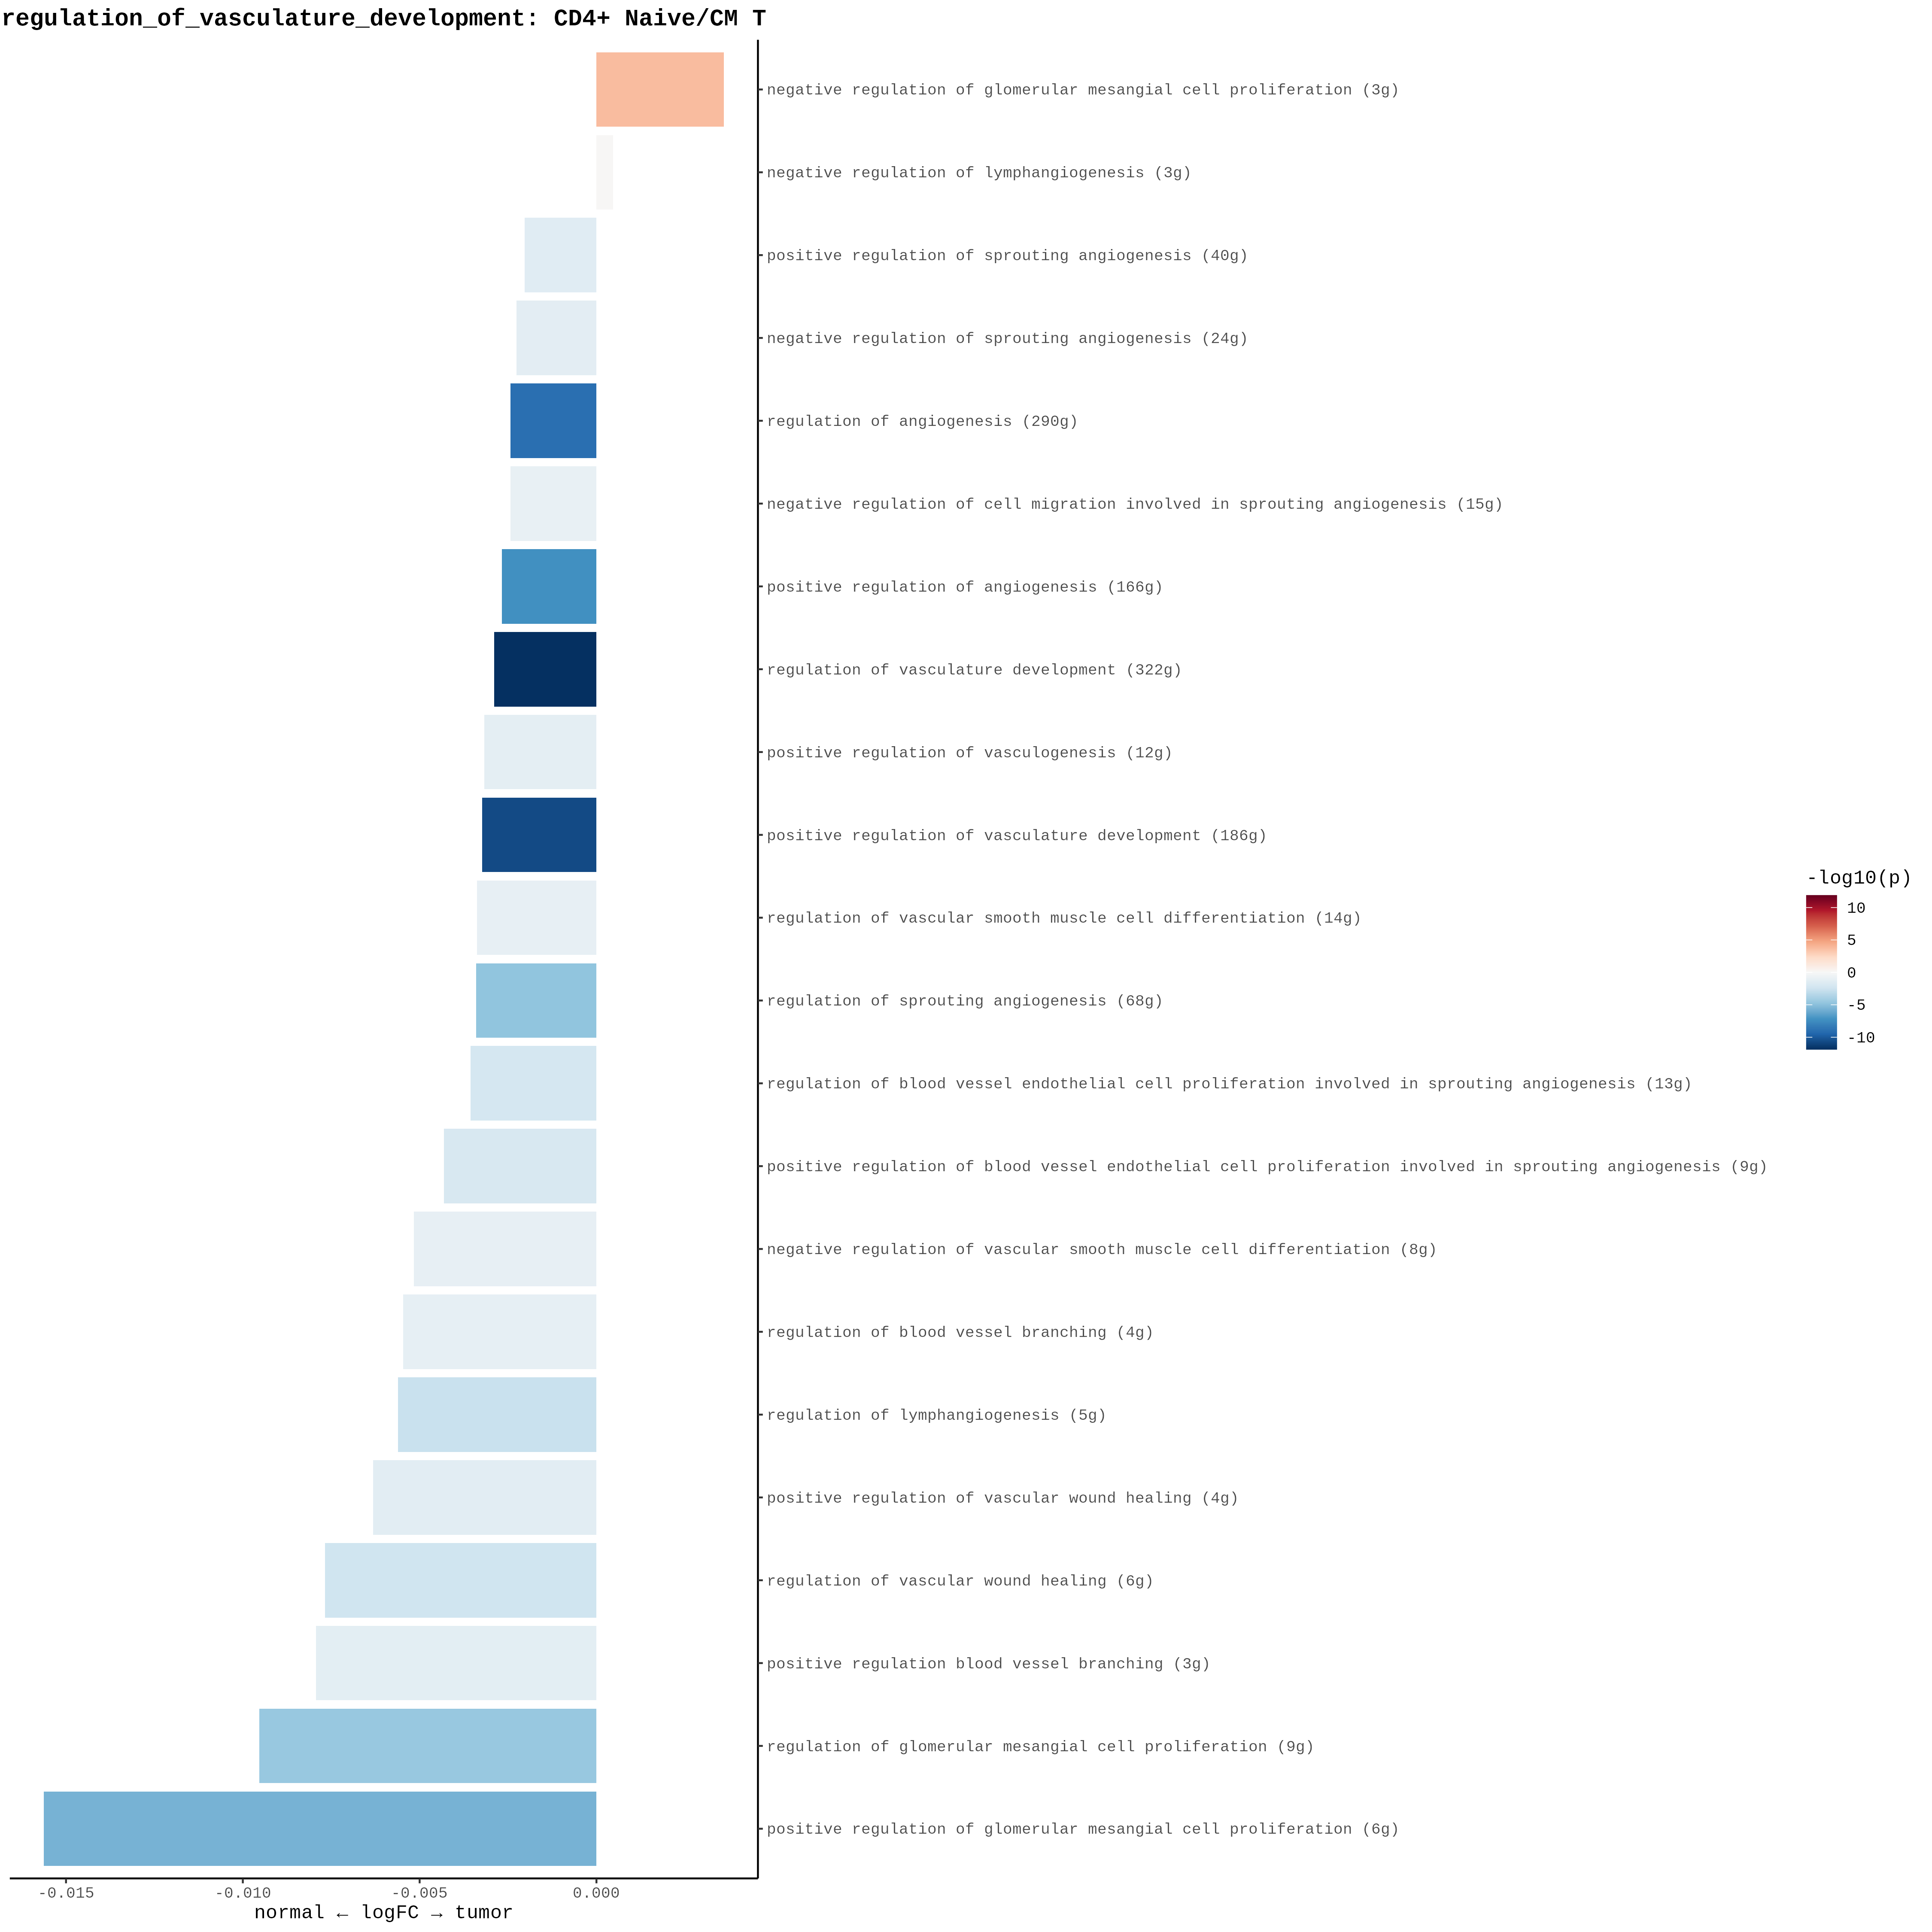 regulation_of_vasculature_development: CD4+ Naive/CM T
negative regulation of glomerular mesangial cell proliferation (3g)
negative regulation of lymphangiogenesis (3g)
positive regulation of sprouting angiogenesis (40g)
negative regulation of sprouting angiogenesis (24g)
regulation of angiogenesis (290g)
negative regulation of cell migration involved in sprouting angiogenesis (15g)
positive regulation of angiogenesis (166g)
regulation of vasculature development (322g)
positive regulation of vasculogenesis (12g)
positive regulation of vasculature development (186g)
regulation of vascular smooth muscle cell differentiation (14g)
regulation of sprouting angiogenesis (68g)
regulation of blood vessel endothelial cell proliferation involved in sprouting angiogenesis (13g)
positive regulation of blood vessel endothelial cell proliferation involved in sprouting angiogenesis (9g)
negative regulation of vascular smooth muscle cell differentiation (8g)
regulation of blood vessel branching (4g)
regulation of lymphangiogenesis (5g)
positive regulation of vascular wound healing (4g)
regulation of vascular wound healing (6g)
positive regulation blood vessel branching (3g)
regulation of glomerular mesangial cell proliferation (9g)
positive regulation of glomerular mesangial cell proliferation (6g)
-0.015 -0.010 -0.005 0.000
normal ← logFC → tumor
-log10(p)
10
5
0
-5
-10